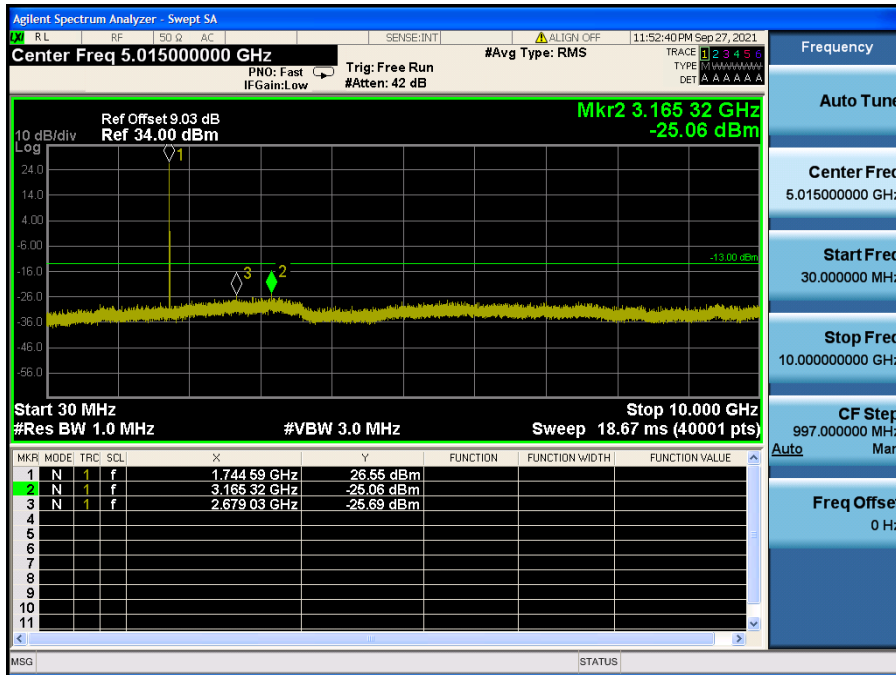 Agilent Spectrum Analyzer - Swept SA
LXI RL RF 50 Ω AC SENSE:INT ALIGN OFF 11:52:40 PM Sep 27, 2021
Center Freq 5.015000000 GHz
#Avg Type: RMS
TRACE 1 2 3 4 5 6
PNO: Fast
Trig: Free Run
TYPE M WWWWW
IFGain:Low
#Atten: 42 dB
DET A A A A A A
Frequency
Auto Tune
Center Freq
5.015000000 GHz
Start Freq
30.000000 MHz
Stop Freq
10.000000000 GHz
CF Step
997.000000 MHz
Auto Man
Freq Offset
0 Hz
Mkr2 3.165 32 GHz
-25.06 dBm
Ref Offset 9.03 dB
10 dB/div Ref 34.00 dBm
Log
1
24.0
14.0
4.00
-6.00
-13.00 dBm
-16.0
3
2
-26.0
-36.0
-46.0
-56.0
Start 30 MHz
Stop 10.000 GHz
#Res BW 1.0 MHz
#VBW 3.0 MHz
Sweep 18.67 ms (40001 pts)
MKR MODE TRC SCL X Y FUNCTION FUNCTION WIDTH FUNCTION VALUE
1 N 1 f 1.744 59 GHz 26.55 dBm
2 N 1 f 3.165 32 GHz -25.06 dBm
3 N 1 f 2.679 03 GHz -25.69 dBm
4
5
6
7
8
9
10
11
MSG
STATUS